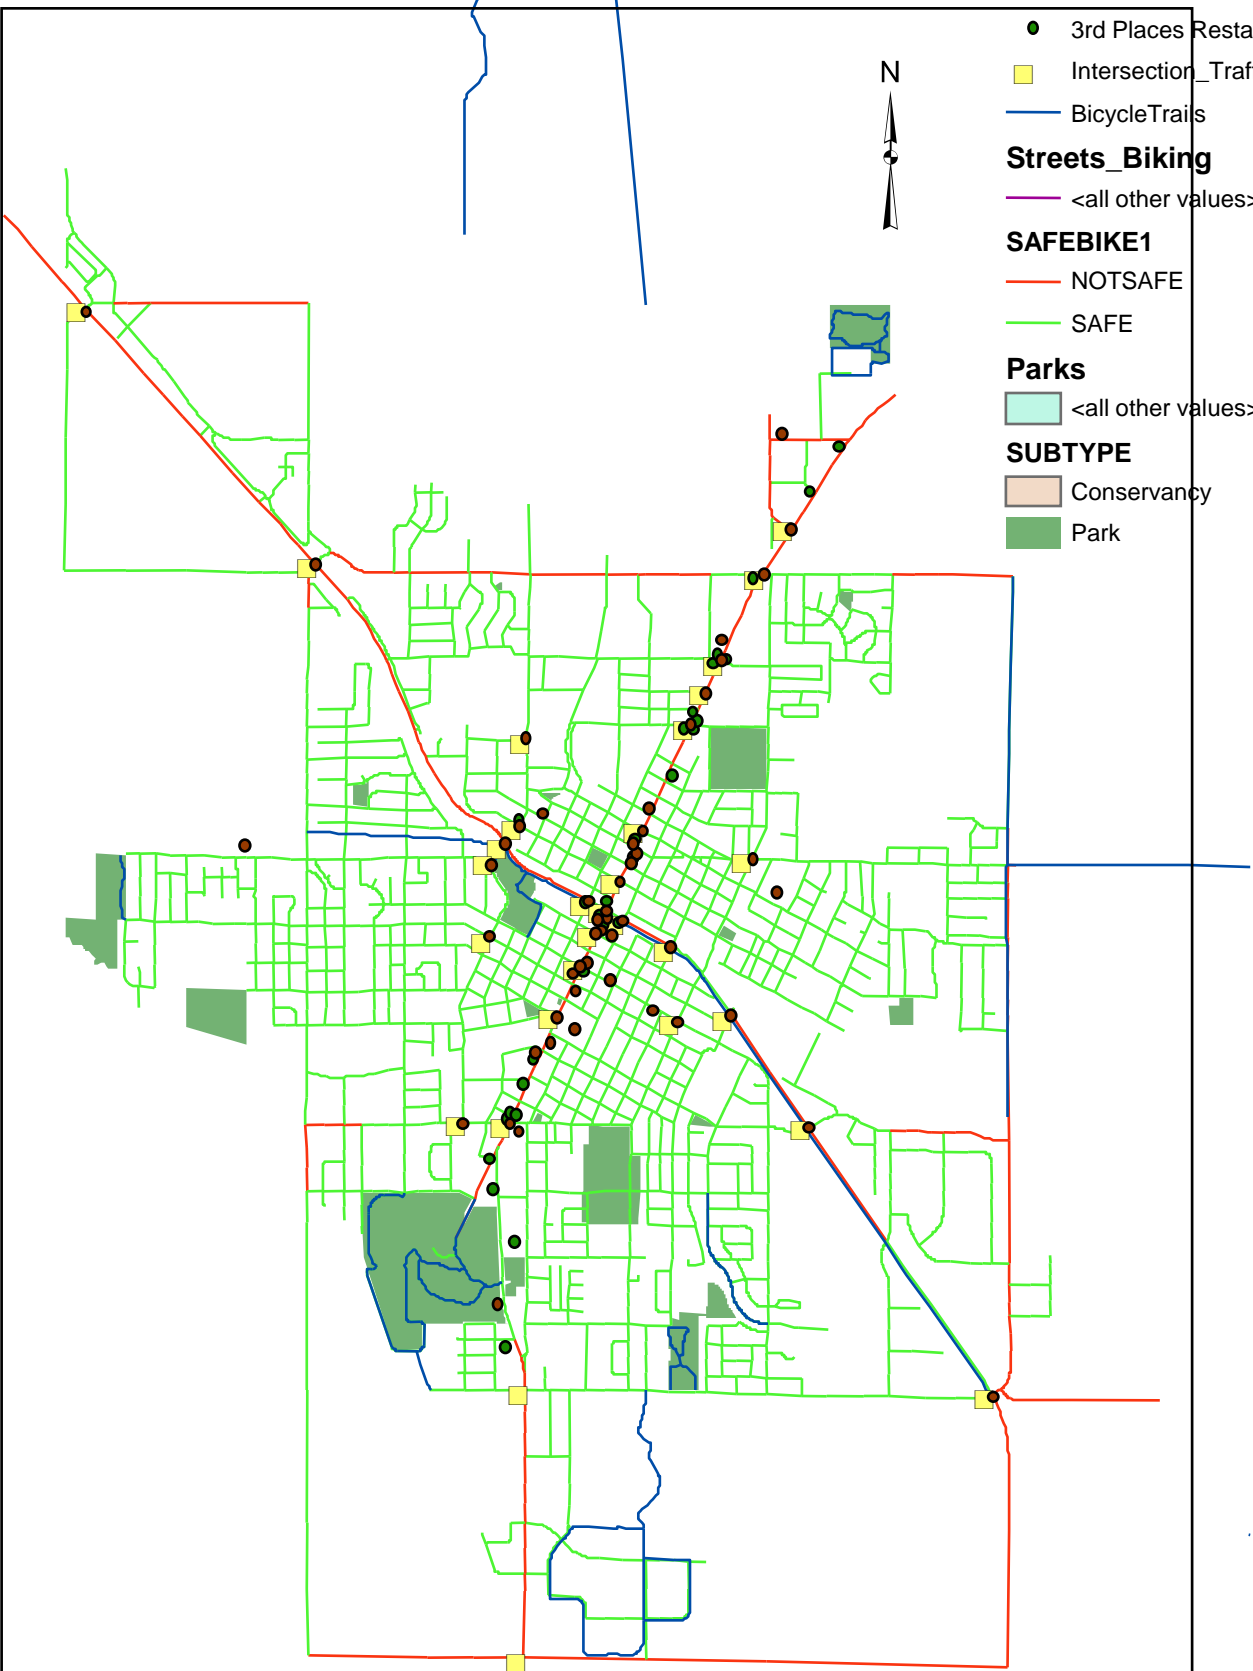 3rd Places Resta
N
Intersection_Traf
BicycleTrails
Streets_Biking
<all other values>
SAFEBIKE1
NOTSAFE
SAFE
Parks
<all other values>
SUBTYPE
Conservancy
Park